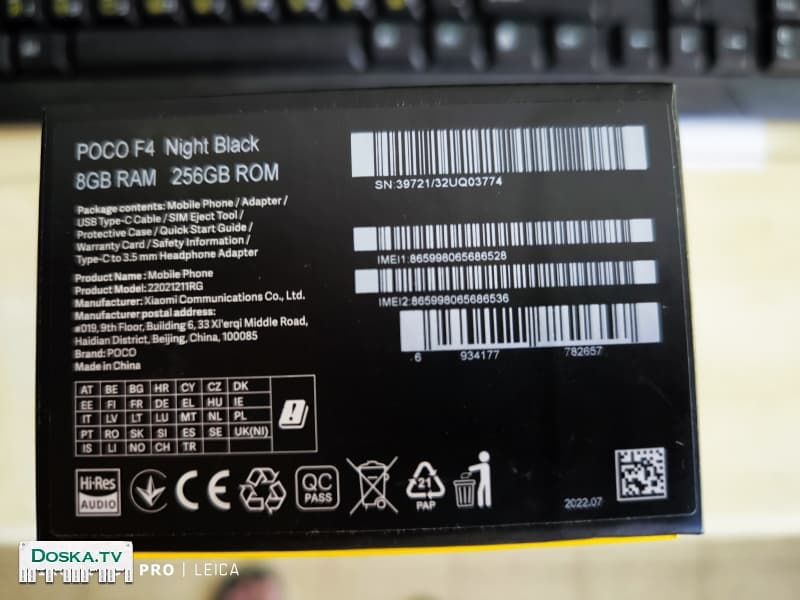 POCO F4 Night Black
8GB RAM 256GB ROM
Package contents: Mobile Phone / Adapter /
USB Type-C Cable / SIM Eject Tool /
Protective Case / Quick Start Guide /
Warranty Card / Safety Information /
Type-C to 3.5 mm Headphone Adapter
Product Name: Mobile Phone
Product Model: 22021211RG
Manufacturer: Xiaomi Communications Co., Ltd.
Manufacturer postal address:
#019, 9th Floor, Building 6, 33 Xi'erqi Middle Road,
Haidian District, Beijing, China, 100085
Brand: POCO
Made in China
SN:39721/32UQ03774
IMEI1:865998065686528
IMEI2:865998065686536
6 934177 782657
AT BE BG HR CY CZ DK
EE FI FR DE EL HU IE
IT LV LT LU MT NL PL
PT RO SK SI ES SE UK(NI)
IS LI NO CH TR
Hi-Res
AUDIO
CE
QC
PASS
21
PAP
2022.07
DOSKA.TV
PRO | LEICA